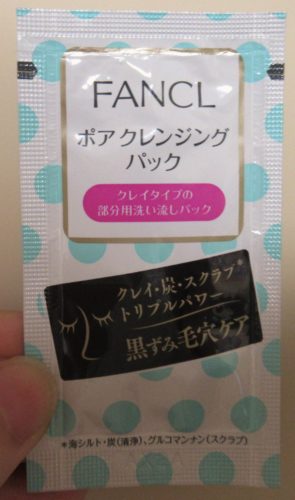 FANCL
ポア クレンジング
パック
クレイタイプの
部分用洗い流しパック
クレイ・炭・スクラブ*
トリプルパワー
黒ずみ毛穴ケア
*海シルト・炭(清浄)、グルコマンナン(スクラブ)